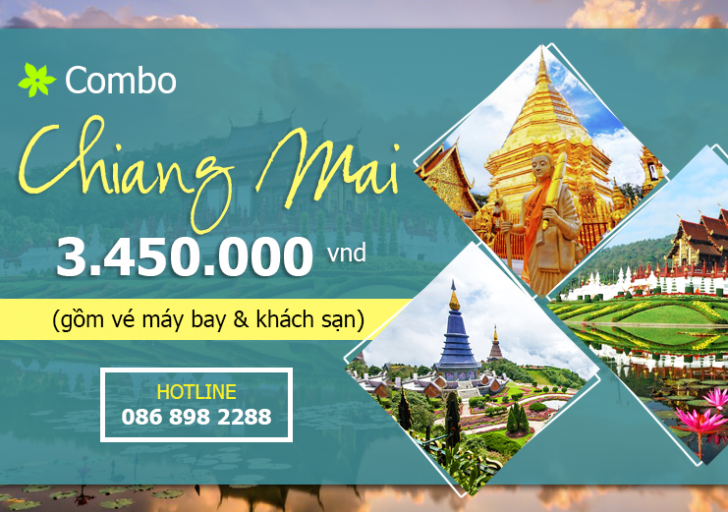 Combo
Chiang Mai
3.450.000 vnd
(gồm vé máy bay & khách sạn)
HOTLINE
086 898 2288